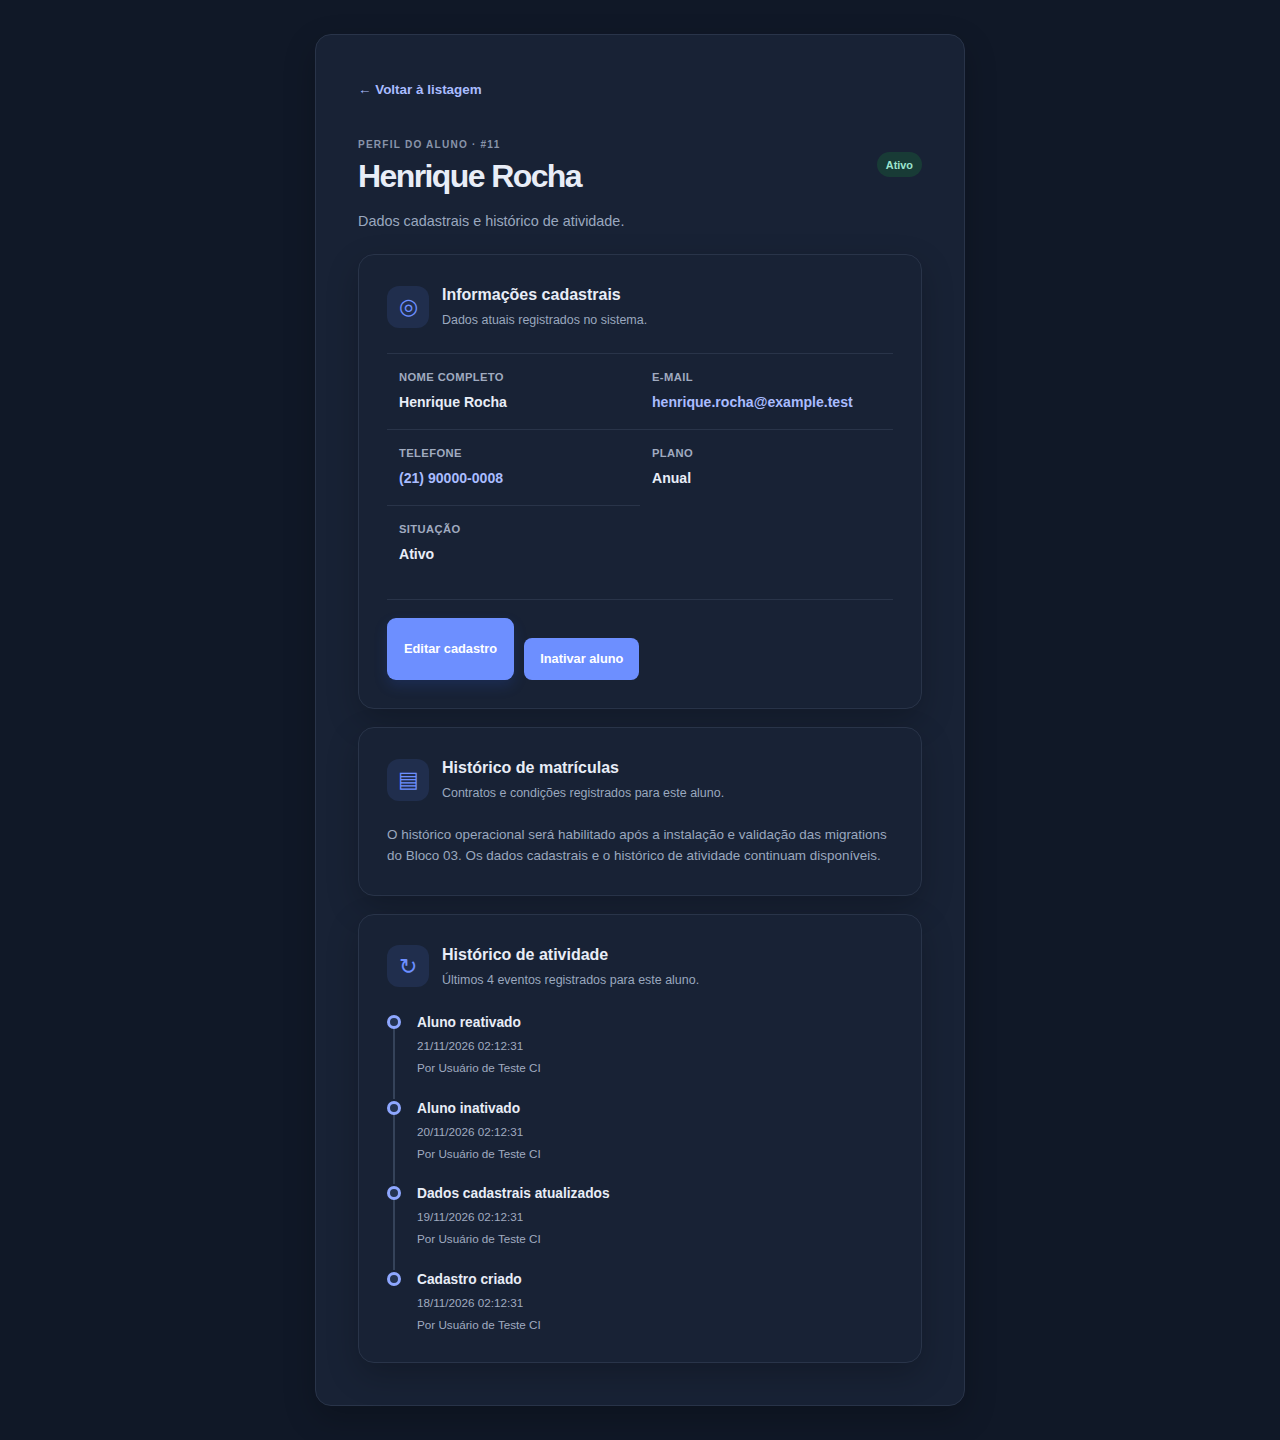 ← Voltar à listagem
PERFIL DO ALUNO · #11
Henrique Rocha
Ativo
Dados cadastrais e histórico de atividade.
Informações cadastrais
Dados atuais registrados no sistema.
NOME COMPLETO
Henrique Rocha
E-MAIL
henrique.rocha@example.test
TELEFONE
(21) 90000-0008
PLANO
Anual
SITUAÇÃO
Ativo
Editar cadastro
Inativar aluno
Histórico de matrículas
Contratos e condições registrados para este aluno.
O histórico operacional será habilitado após a instalação e validação das migrations
do Bloco 03. Os dados cadastrais e o histórico de atividade continuam disponíveis.
Histórico de atividade
Últimos 4 eventos registrados para este aluno.
Aluno reativado
21/11/2026 02:12:31
Por Usuário de Teste CI
Aluno inativado
20/11/2026 02:12:31
Por Usuário de Teste CI
Dados cadastrais atualizados
19/11/2026 02:12:31
Por Usuário de Teste CI
Cadastro criado
18/11/2026 02:12:31
Por Usuário de Teste CI